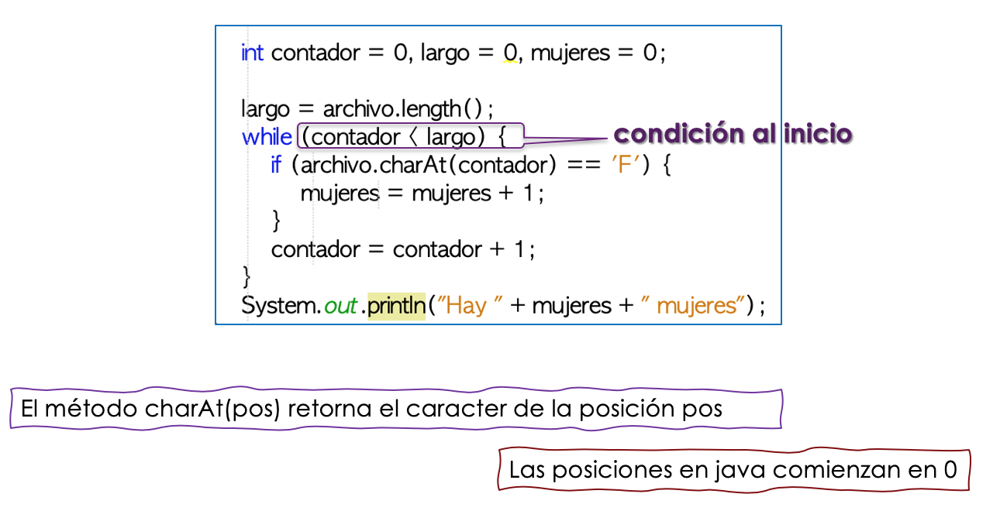 int contador = 0, largo = 0, mujeres = 0;
largo = archivo.length();
while (contador < largo) {
condición al inicio
if (archivo.charAt(contador) == 'F') {
mujeres = mujeres + 1;
}
contador = contador + 1;
}
System.out.println("Hay " + mujeres + " mujeres");
El método charAt(pos) retorna el caracter de la posición pos
Las posiciones en java comienzan en 0